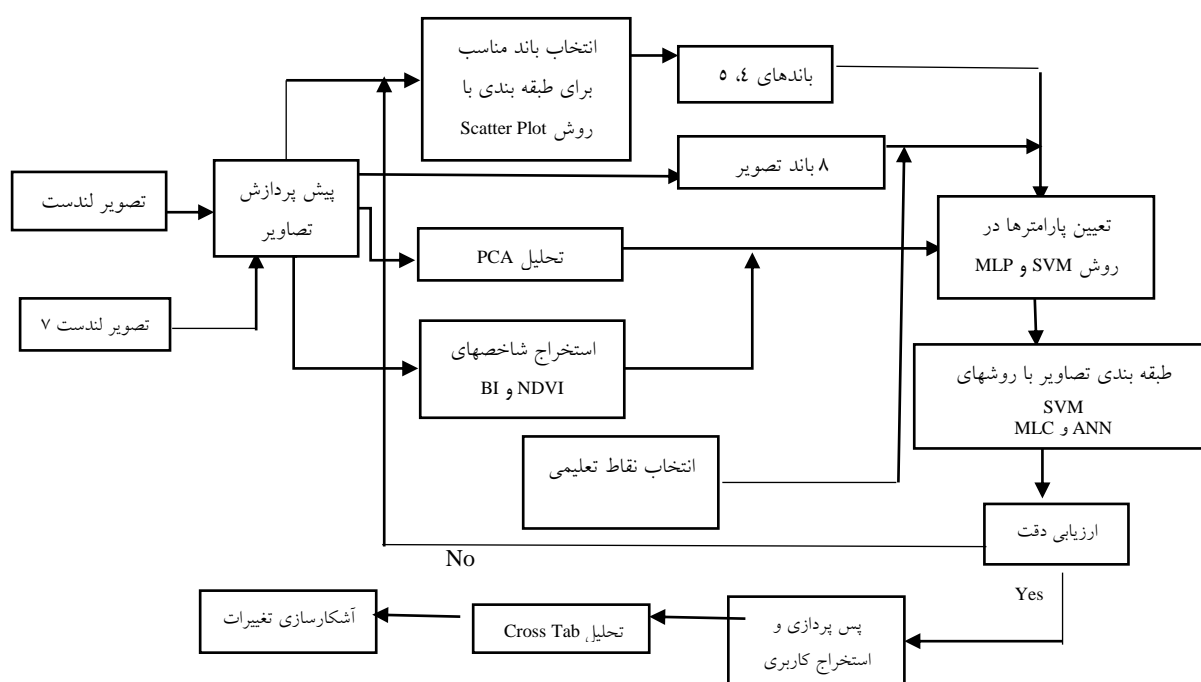 انتخاب باند مناسب
برای طبقه بندی با
روش Scatter Plot
باندهای ٤، ٥
٨ باند تصویر
پیش پردازش
تصاویر
تصویر لندست
تصویر لندست ٧
تحلیل PCA
استخراج شاخصهای
NDVI و BI
تعیین پارامترها در
روش SVM و MLP
طبقه بندی تصاویر با روشهای
SVM
ANN و MLC
انتخاب نقاط تعلیمی
ارزیابی دقت
No
Yes
پس پردازی و
استخراج کاربری
تحلیل Cross Tab
آشکارسازی تغییرات